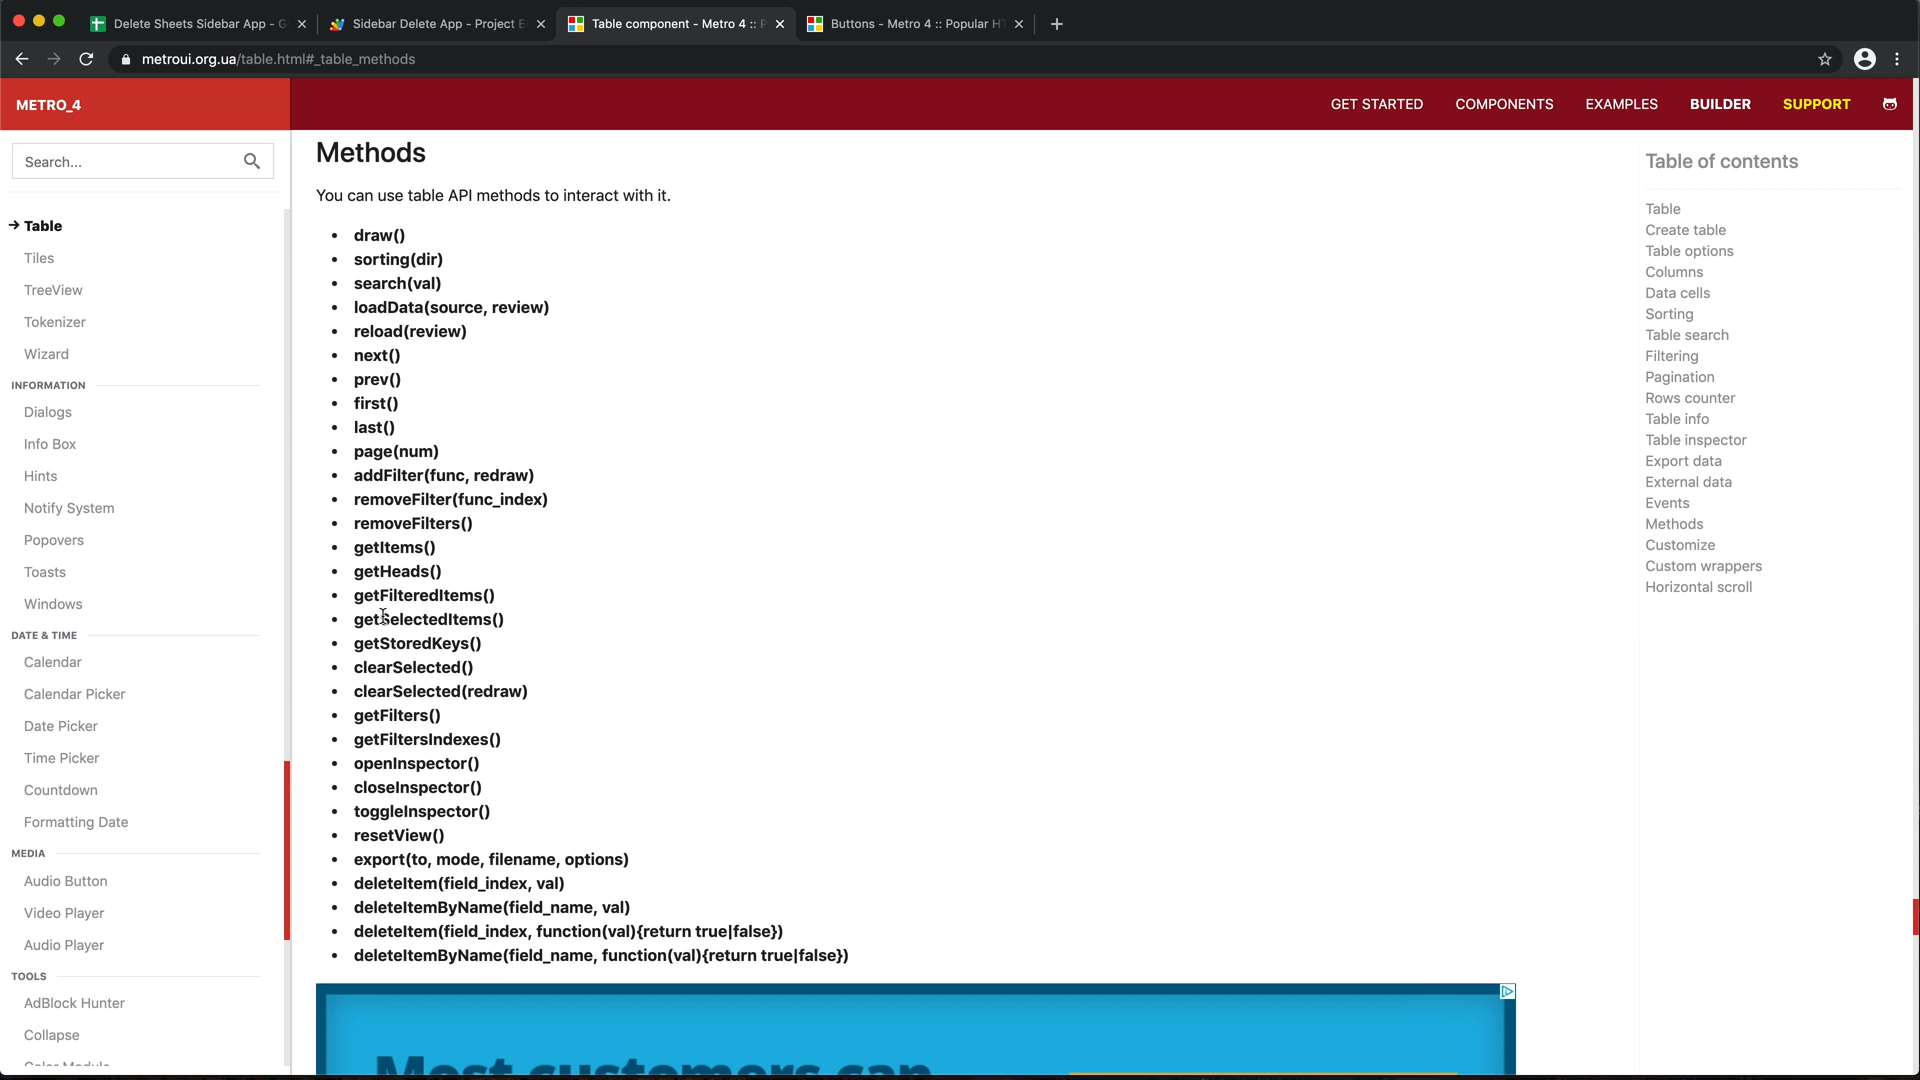 Delete Sheets Sidebar App - G
Sidebar Delete App - Project E
Table component - Metro 4 :: P
Buttons - Metro 4 :: Popular HT
metroui.org.ua/table.html#_table_methods
METRO_4
GET STARTED
COMPONENTS
EXAMPLES
BUILDER
SUPPORT
Search...
Table
Tiles
TreeView
Tokenizer
Wizard
INFORMATION
Dialogs
Info Box
Hints
Notify System
Popovers
Toasts
Windows
DATE & TIME
Calendar
Calendar Picker
Date Picker
Time Picker
Countdown
Formatting Date
MEDIA
Audio Button
Video Player
Audio Player
TOOLS
AdBlock Hunter
Collapse
Methods
You can use table API methods to interact with it.
• draw()
• sorting(dir)
• search(val)
• loadData(source, review)
• reload(review)
• next()
• prev()
• first()
• last()
• page(num)
• addFilter(func, redraw)
• removeFilter(func_index)
• removeFilters()
• getItems()
• getHeads()
• getFilteredItems()
• getSelectedItems()
• getStoredKeys()
• clearSelected()
• clearSelected(redraw)
• getFilters()
• getFiltersIndexes()
• openInspector()
• closeInspector()
• toggleInspector()
• resetView()
• export(to, mode, filename, options)
• deleteItem(field_index, val)
• deleteItemByName(field_name, val)
• deleteItem(field_index, function(val){return true|false})
• deleteItemByName(field_name, function(val){return true|false})
Most customers can
Table of contents
Table
Create table
Table options
Columns
Data cells
Sorting
Table search
Filtering
Pagination
Rows counter
Table info
Table inspector
Export data
External data
Events
Methods
Customize
Custom wrappers
Horizontal scroll